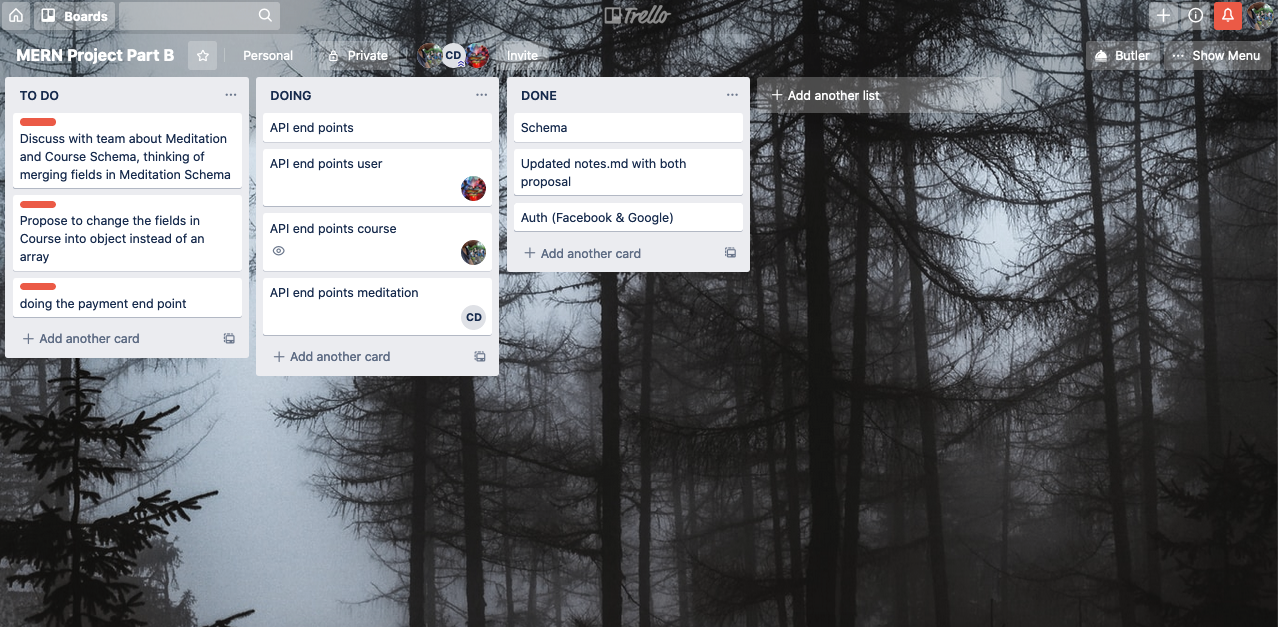 Boards
Trello
MERN Project Part B
Personal
Private
CD
Invite
Butler
Show Menu
TO DO
Discuss with team about Meditation
and Course Schema, thinking of
merging fields in Meditation Schema
Propose to change the fields in
Course into object instead of an
array
doing the payment end point
Add another card
DOING
API end points
API end points user
API end points course
API end points meditation
CD
Add another card
DONE
Schema
Updated notes.md with both
proposal
Auth (Facebook & Google)
Add another card
Add another list